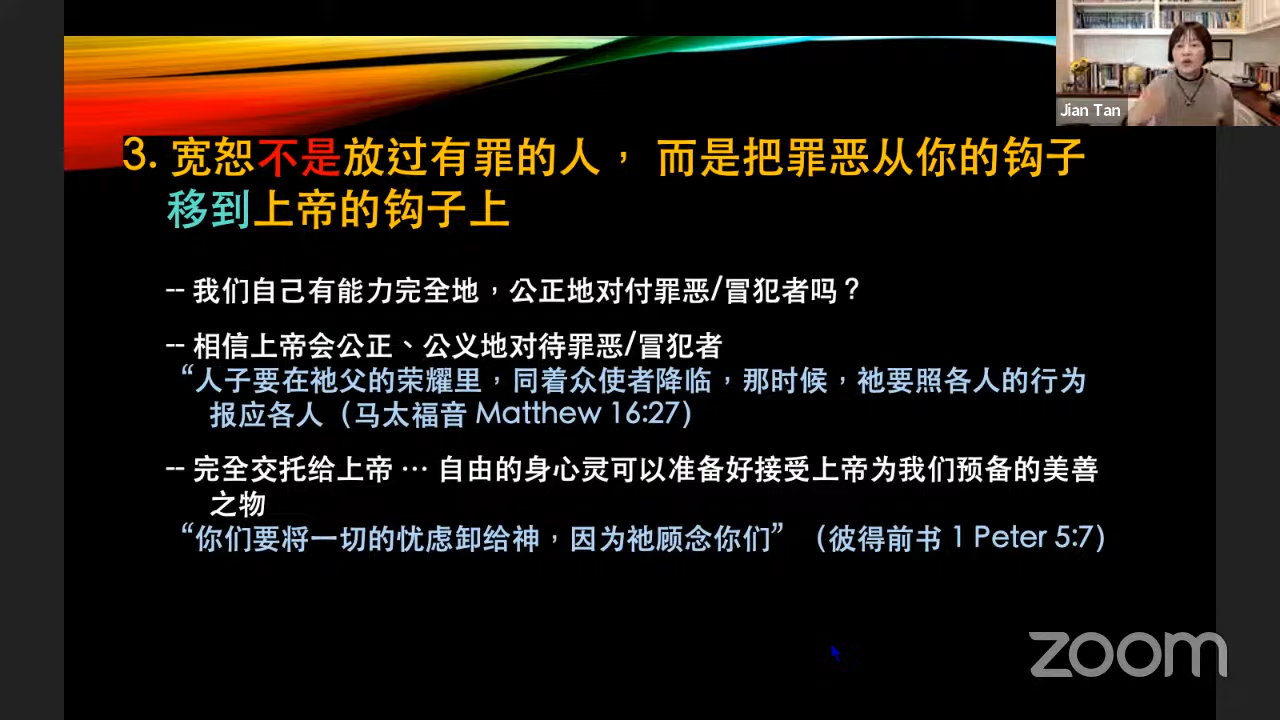 Jian Tan
3. 宽恕不是放过有罪的人， 而是把罪恶从你的钩子
移到上帝的钩子上
-- 我们自己有能力完全地，公正地对付罪恶/冒犯者吗？
-- 相信上帝会公正、公义地对待罪恶/冒犯者
“人子要在祂父的荣耀里，同着众使者降临，那时候，祂要照各人的行为
报应各人（马太福音 Matthew 16:27)
-- 完全交托给上帝 … 自由的身心灵可以准备好接受上帝为我们预备的美善
之物
“你们要将一切的忧虑卸给神，因为祂顾念你们” （彼得前书 1 Peter 5:7)
zoom